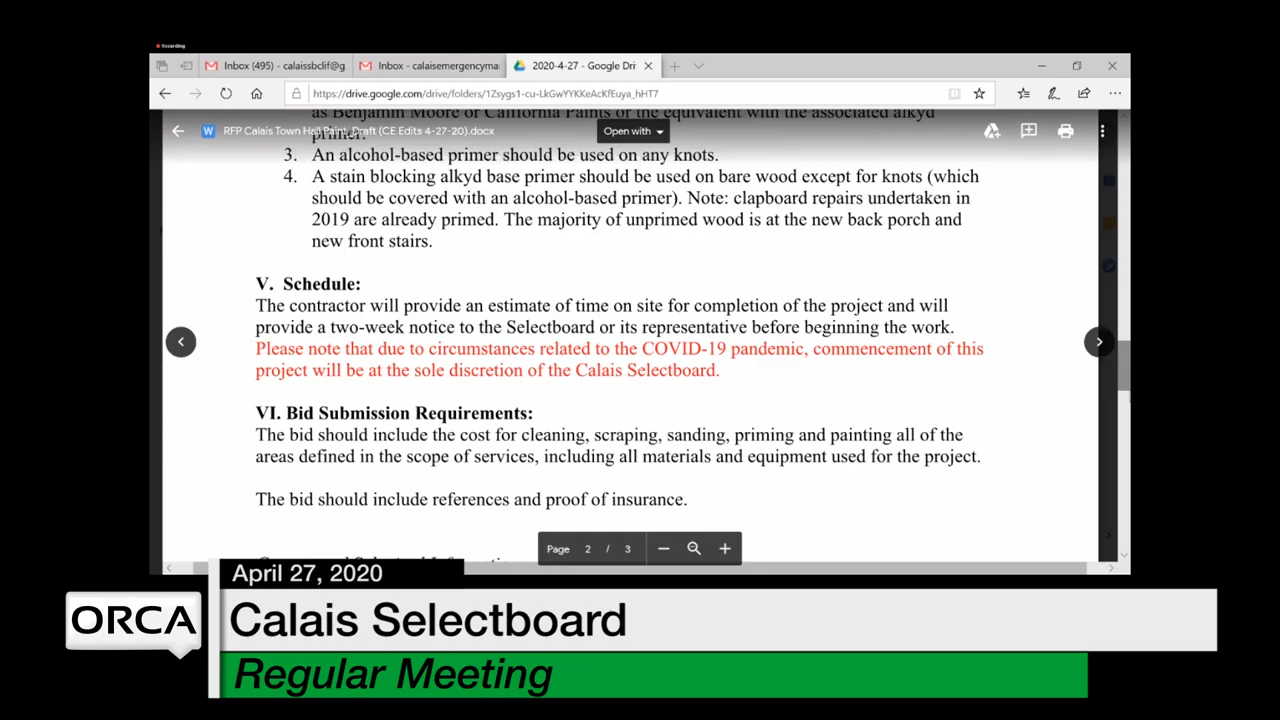 Recording
Inbox (495) - calaissbclif@g
Inbox - calaisemergencyma
2020-4-27 - Google Dri
https://drive.google.com/drive/folders/1Zsygs1-cu-LkGwYYKKeAcKfEuya_hHT7
as Benjamin Moore or California Paints or the equivalent with the associated alkyd
RFP Calais Town Hall Paint_Draft (CE Edits 4-27-20).docx
Open with
primer.
3. An alcohol-based primer should be used on any knots.
4. A stain blocking alkyd base primer should be used on bare wood except for knots (which
should be covered with an alcohol-based primer). Note: clapboard repairs undertaken in
2019 are already primed. The majority of unprimed wood is at the new back porch and
new front stairs.
V. Schedule:
The contractor will provide an estimate of time on site for completion of the project and will
provide a two-week notice to the Selectboard or its representative before beginning the work.
Please note that due to circumstances related to the COVID-19 pandemic, commencement of this
project will be at the sole discretion of the Calais Selectboard.
VI. Bid Submission Requirements:
The bid should include the cost for cleaning, scraping, sanding, priming and painting all of the
areas defined in the scope of services, including all materials and equipment used for the project.
The bid should include references and proof of insurance.
Page 2 / 3
April 27, 2020
ORCA
Calais Selectboard
Regular Meeting